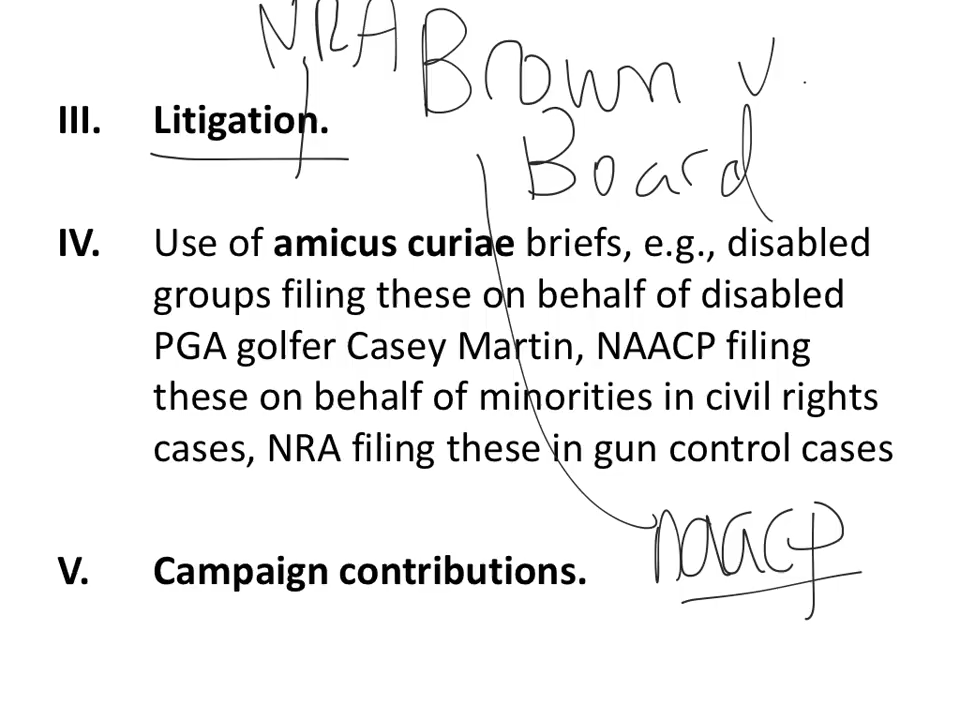 NRA
Brown v.
III. Litigation.
Board
IV. Use of amicus curiae briefs, e.g., disabled
groups filing these on behalf of disabled
PGA golfer Casey Martin, NAACP filing
these on behalf of minorities in civil rights
cases, NRA filing these in gun control cases
naacp
V. Campaign contributions.